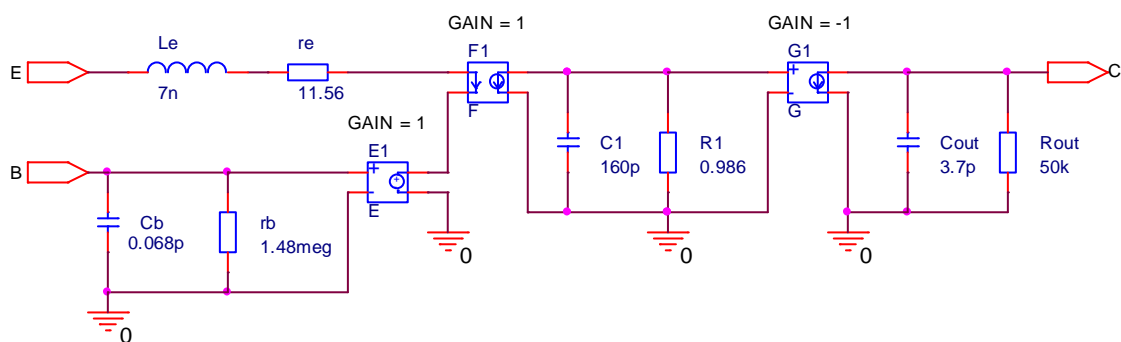 GAIN = 1
GAIN = -1
Le
re
F1
G1
E
C
7n
11.56
F
G
GAIN = 1
E1
C1
R1
Cout
Rout
160p
0.986
3.7p
50k
B
E
Cb
rb
0.068p
1.48meg
0
0
0
0